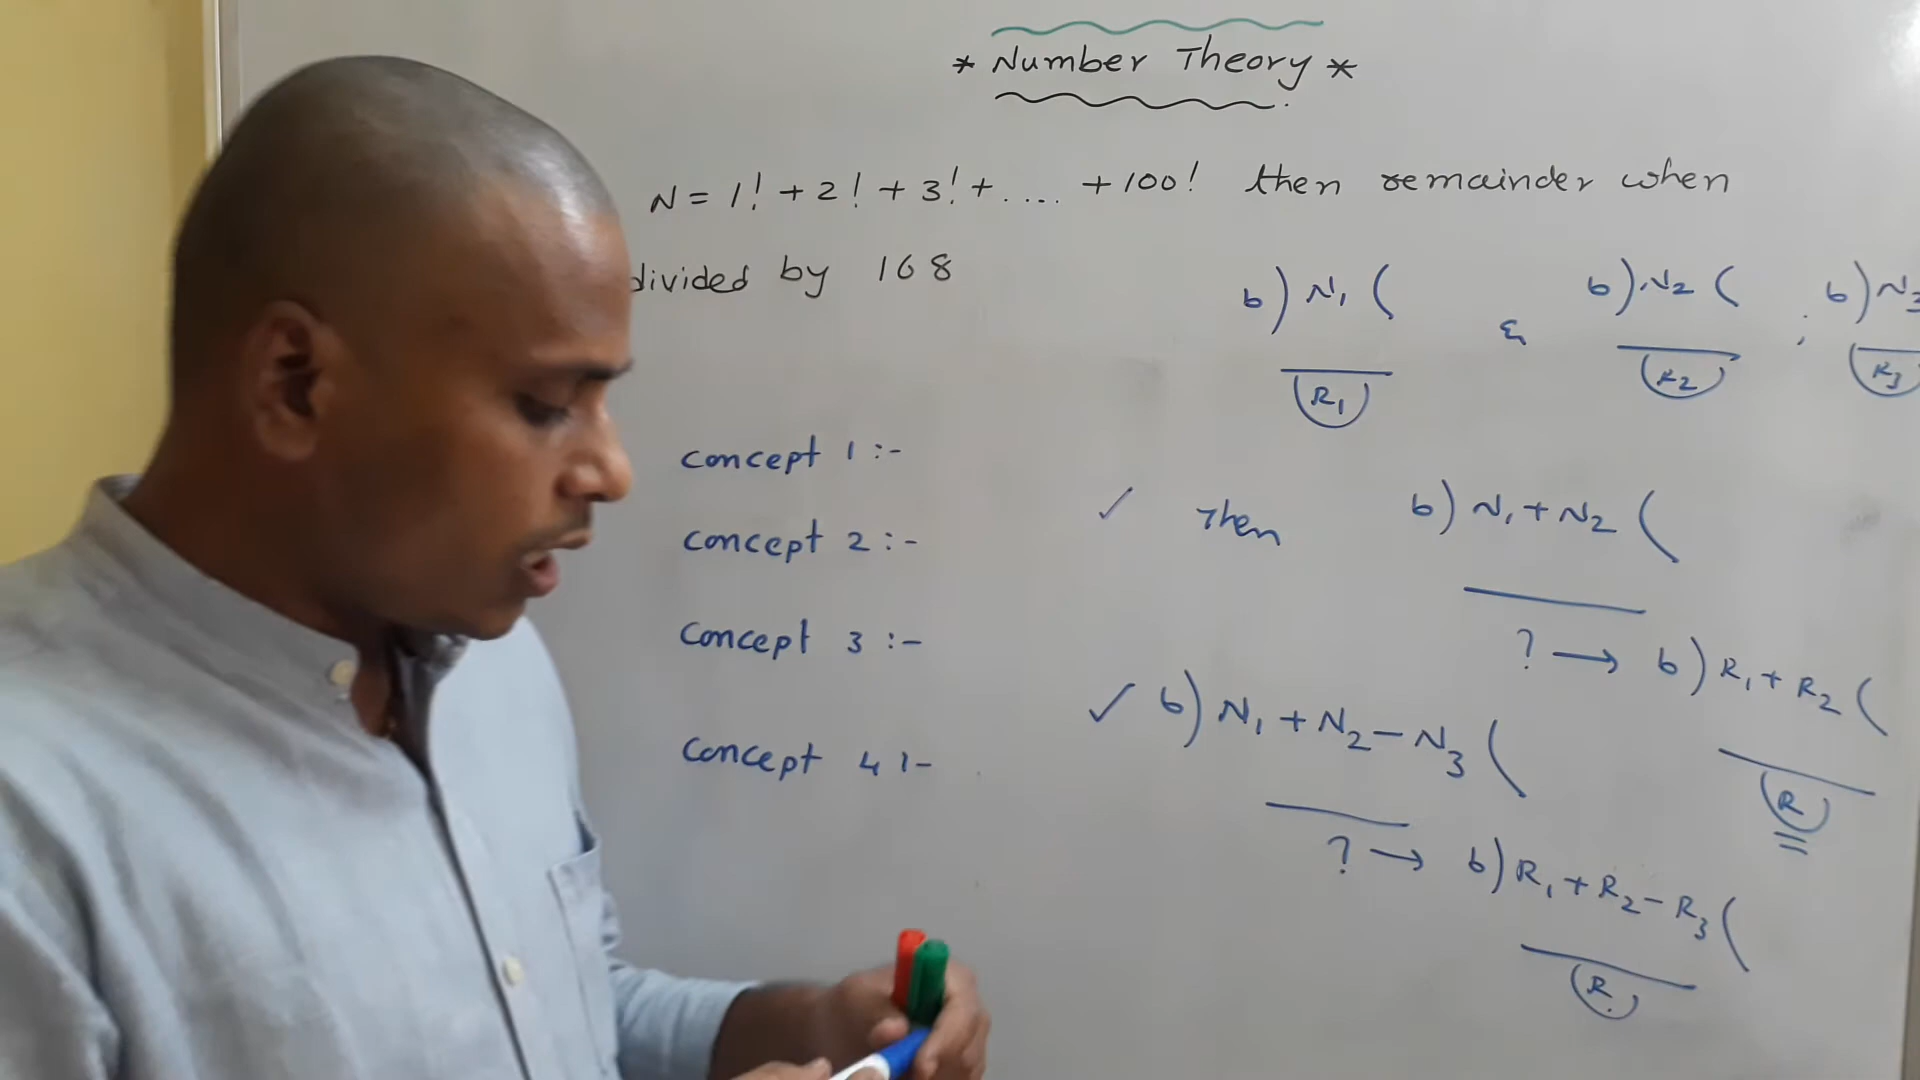 * Number Theory *
N = 1! + 2! + 3! + .... + 100! then remainder when
divided by 168
b) N₁ ( & b) N₂ ( ; b) N₃
R₁ R₂ R₃
concept 1 :-
concept 2 :-
concept 3 :-
concept 4 :-
✓ Then b) N₁ + N₂ (
? → b) R₁ + R₂ (
R
✓ b) N₁ + N₂ - N₃ (
? → b) R₁ + R₂ - R₃ (
R